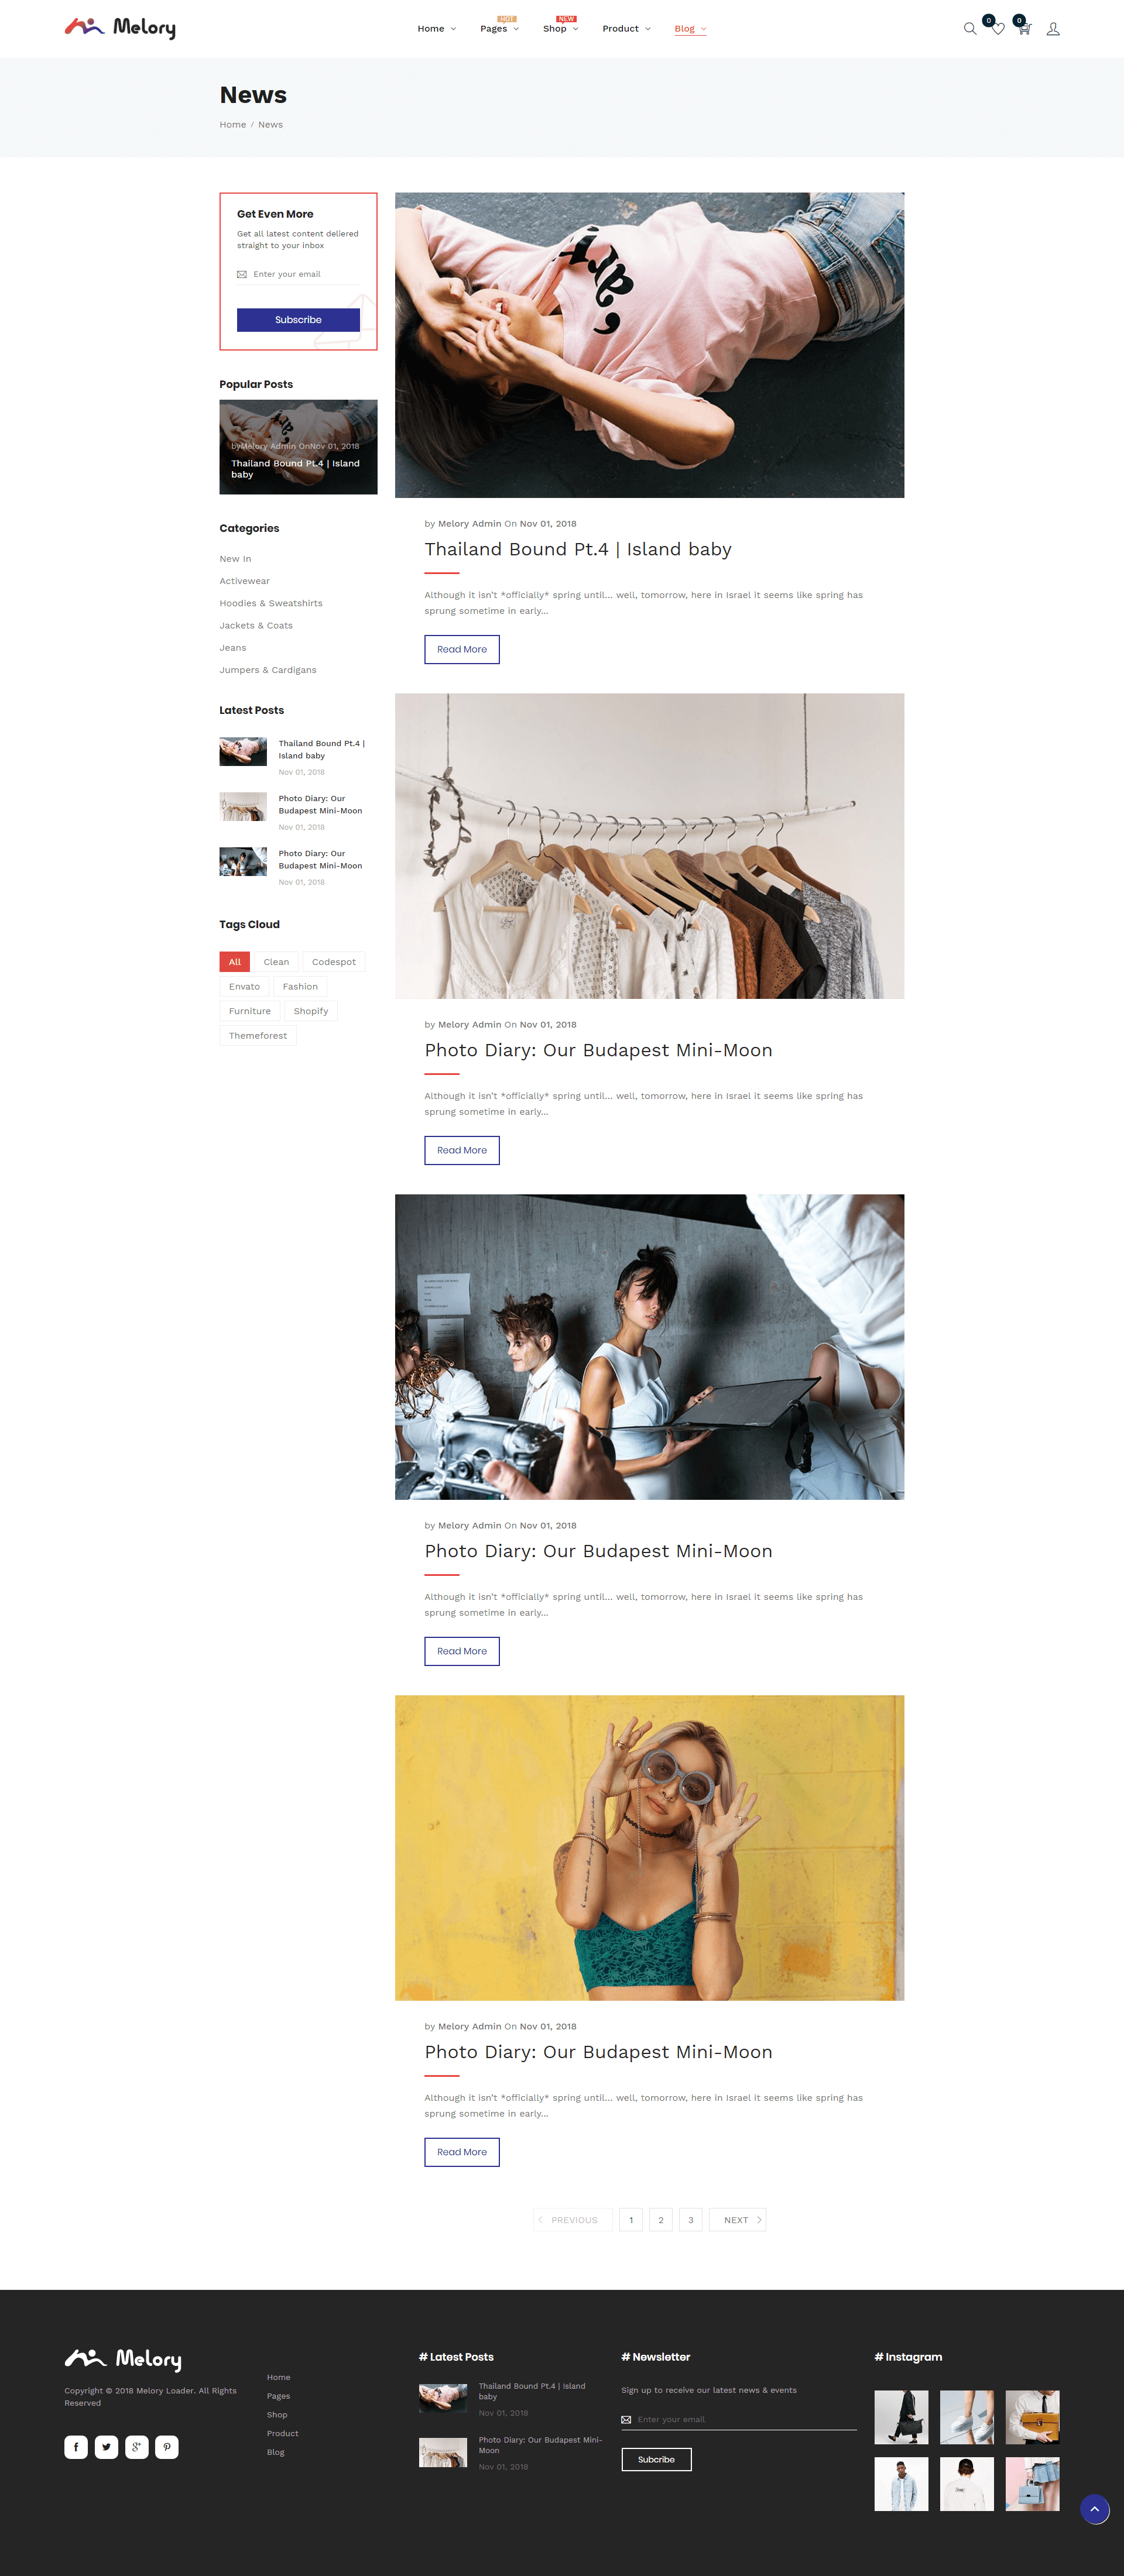 Melory
Home
Pages
HOT
Shop
NEW
Product
Blog
0
0
News
Home / News
Get Even More
Get all latest content deliered
straight to your inbox
Enter your email
Subscribe
Popular Posts
byMelory Admin OnNov 01, 2018
Thailand Bound Pt.4 | Island
baby
Categories
New In
Activewear
Hoodies & Sweatshirts
Jackets & Coats
Jeans
Jumpers & Cardigans
Latest Posts
Thailand Bound Pt.4 |
Island baby
Nov 01, 2018
Photo Diary: Our
Budapest Mini-Moon
Nov 01, 2018
Photo Diary: Our
Budapest Mini-Moon
Nov 01, 2018
Tags Cloud
All
Clean
Codespot
Envato
Fashion
Furniture
Shopify
Themeforest
by Melory Admin On Nov 01, 2018
Thailand Bound Pt.4 | Island baby
Although it isn't *officially* spring until... well, tomorrow, here in Israel it seems like spring has
sprung sometime in early...
Read More
by Melory Admin On Nov 01, 2018
Photo Diary: Our Budapest Mini-Moon
Although it isn't *officially* spring until... well, tomorrow, here in Israel it seems like spring has
sprung sometime in early...
Read More
by Melory Admin On Nov 01, 2018
Photo Diary: Our Budapest Mini-Moon
Although it isn't *officially* spring until... well, tomorrow, here in Israel it seems like spring has
sprung sometime in early...
Read More
by Melory Admin On Nov 01, 2018
Photo Diary: Our Budapest Mini-Moon
Although it isn't *officially* spring until... well, tomorrow, here in Israel it seems like spring has
sprung sometime in early...
Read More
PREVIOUS
1
2
3
NEXT
Melory
Copyright © 2018 Melory Loader. All Rights
Reserved
Home
Pages
Shop
Product
Blog
# Latest Posts
Thailand Bound Pt.4 | Island
baby
Nov 01, 2018
Photo Diary: Our Budapest Mini-
Moon
Nov 01, 2018
# Newsletter
Sign up to receive our latest news & events
Enter your email
Subcribe
# Instagram